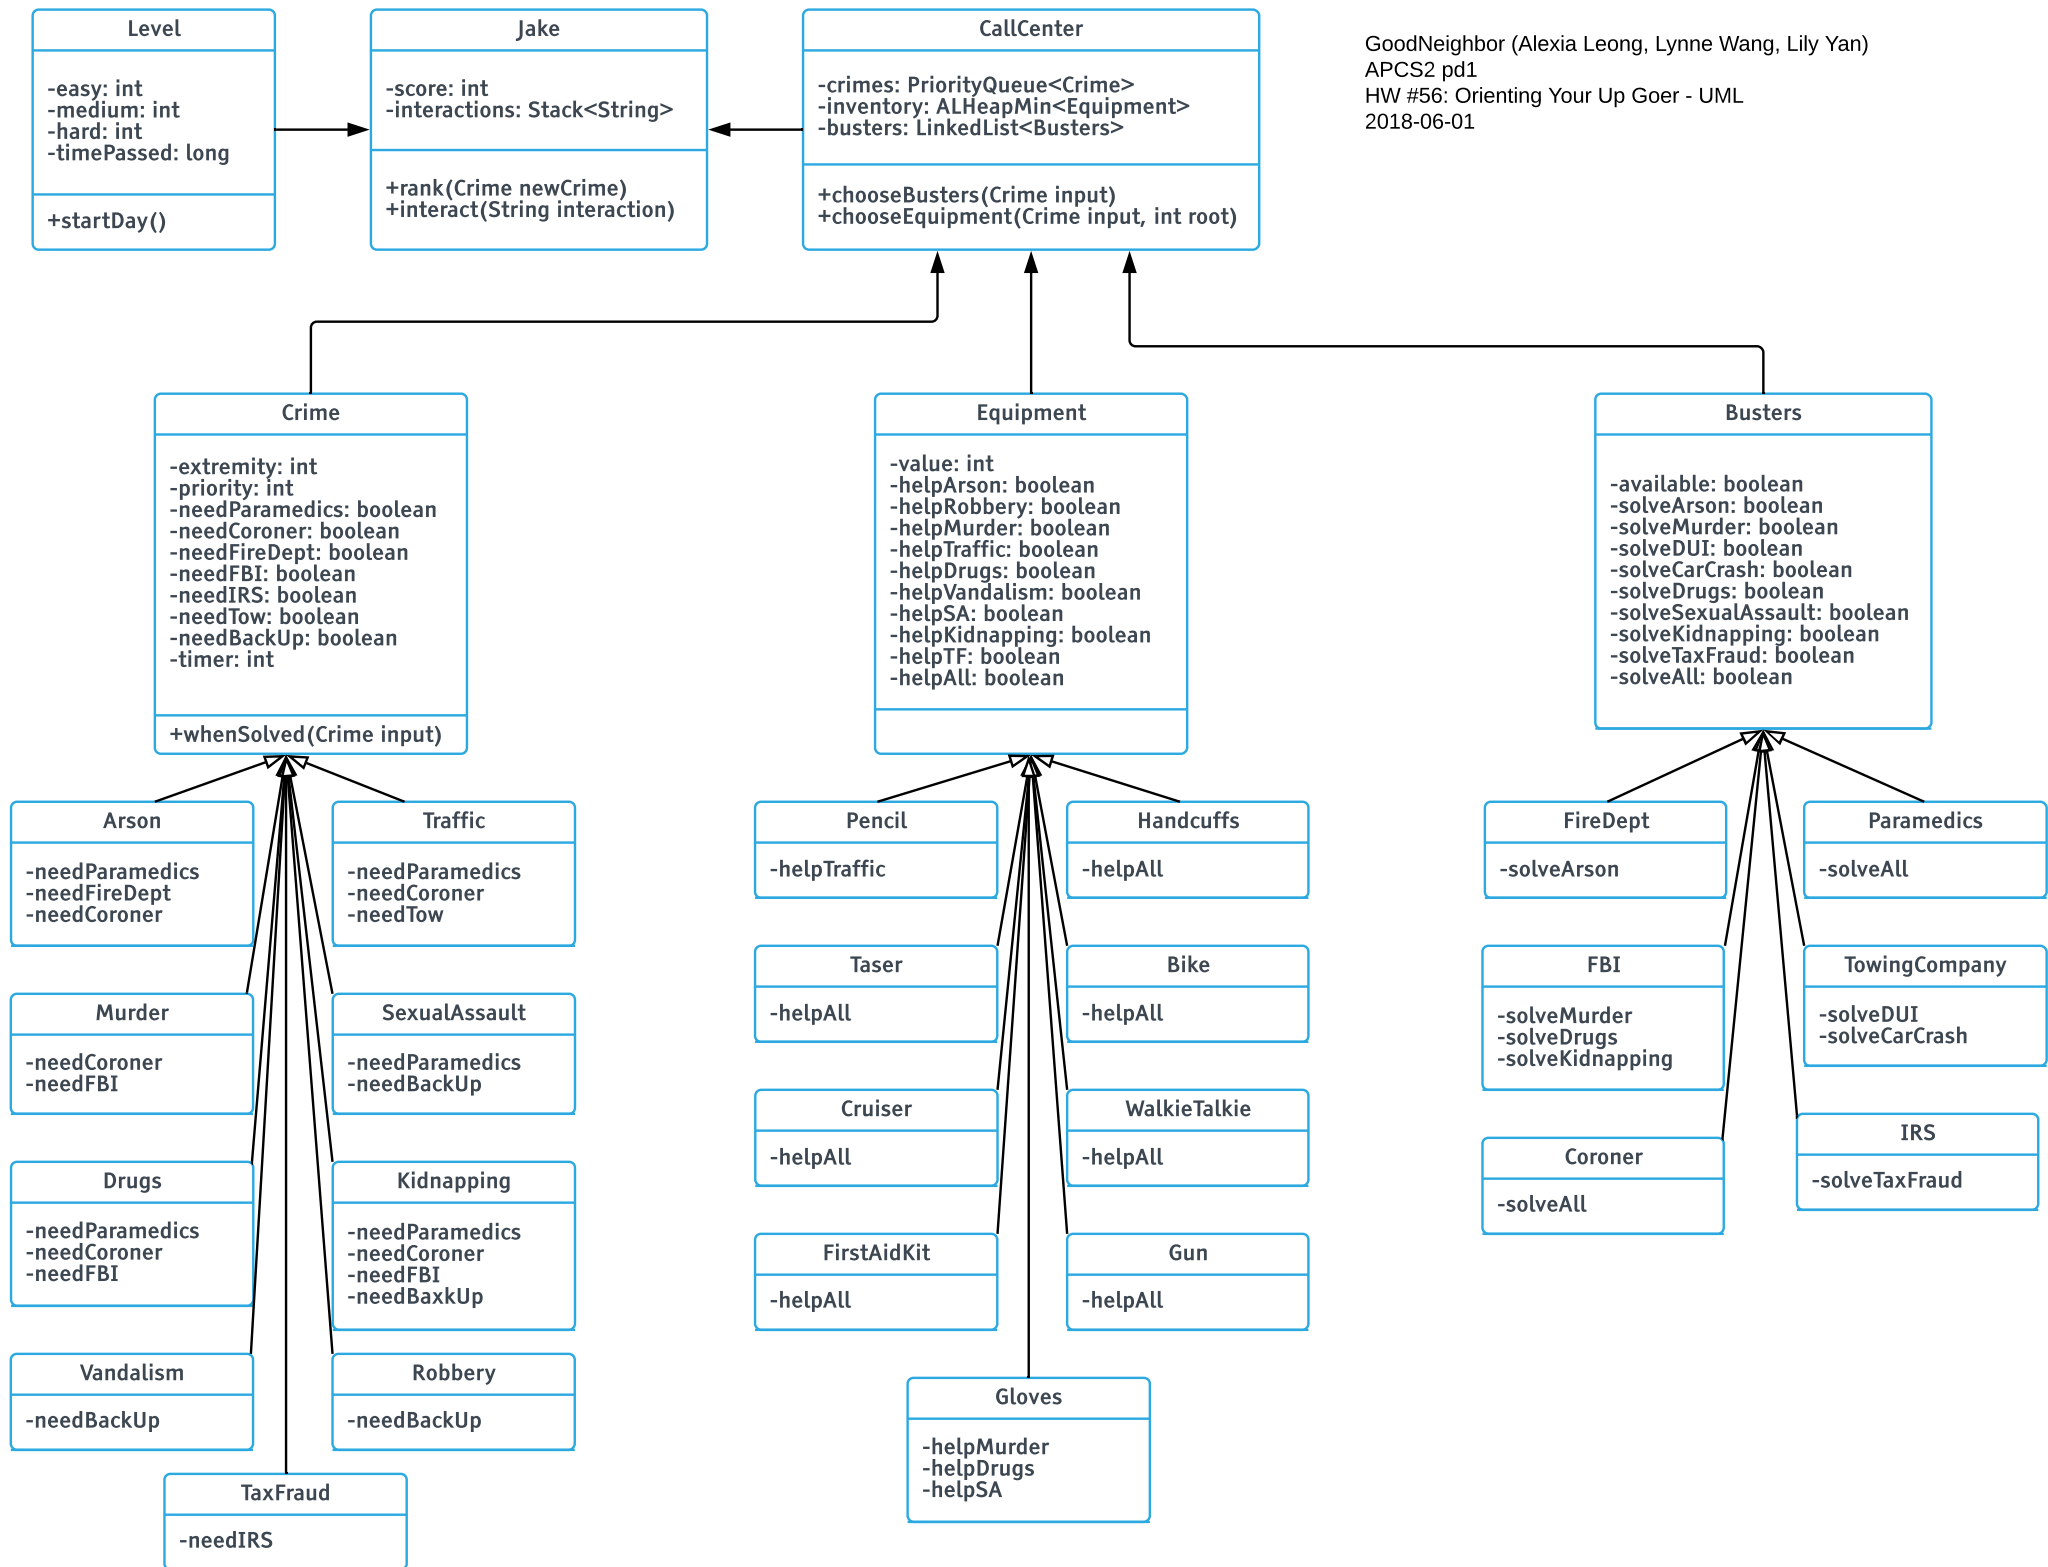 Level
-easy: int
-medium: int
-hard: int
-timePassed: long
+startDay()
Jake
-score: int
-interactions: Stack<String>
+rank(Crime newCrime)
+interact(String interaction)
CallCenter
-crimes: PriorityQueue<Crime>
-inventory: ALHeapMin<Equipment>
-busters: LinkedList<Busters>
+chooseBusters(Crime input)
+chooseEquipment(Crime input, int root)
GoodNeighbor (Alexia Leong, Lynne Wang, Lily Yan)
APCS2 pd1
HW #56: Orienting Your Up Goer - UML
2018-06-01
Crime
-extremity: int
-priority: int
-needParamedics: boolean
-needCoroner: boolean
-needFireDept: boolean
-needFBI: boolean
-needIRS: boolean
-needTow: boolean
-needBackUp: boolean
-timer: int
+whenSolved(Crime input)
Equipment
-value: int
-helpArson: boolean
-helpRobbery: boolean
-helpMurder: boolean
-helpTraffic: boolean
-helpDrugs: boolean
-helpVandalism: boolean
-helpSA: boolean
-helpKidnapping: boolean
-helpTF: boolean
-helpAll: boolean
Busters
-available: boolean
-solveArson: boolean
-solveMurder: boolean
-solveDUI: boolean
-solveCarCrash: boolean
-solveDrugs: boolean
-solveSexualAssault: boolean
-solveKidnapping: boolean
-solveTaxFraud: boolean
-solveAll: boolean
Arson
-needParamedics
-needFireDept
-needCoroner
Traffic
-needParamedics
-needCoroner
-needTow
Murder
-needCoroner
-needFBI
SexualAssault
-needParamedics
-needBackUp
Drugs
-needParamedics
-needCoroner
-needFBI
Kidnapping
-needParamedics
-needCoroner
-needFBI
-needBaxkUp
Vandalism
-needBackUp
Robbery
-needBackUp
TaxFraud
-needIRS
Pencil
-helpTraffic
Handcuffs
-helpAll
Taser
-helpAll
Bike
-helpAll
Cruiser
-helpAll
WalkieTalkie
-helpAll
FirstAidKit
-helpAll
Gun
-helpAll
Gloves
-helpMurder
-helpDrugs
-helpSA
FireDept
-solveArson
Paramedics
-solveAll
FBI
-solveMurder
-solveDrugs
-solveKidnapping
TowingCompany
-solveDUI
-solveCarCrash
Coroner
-solveAll
IRS
-solveTaxFraud